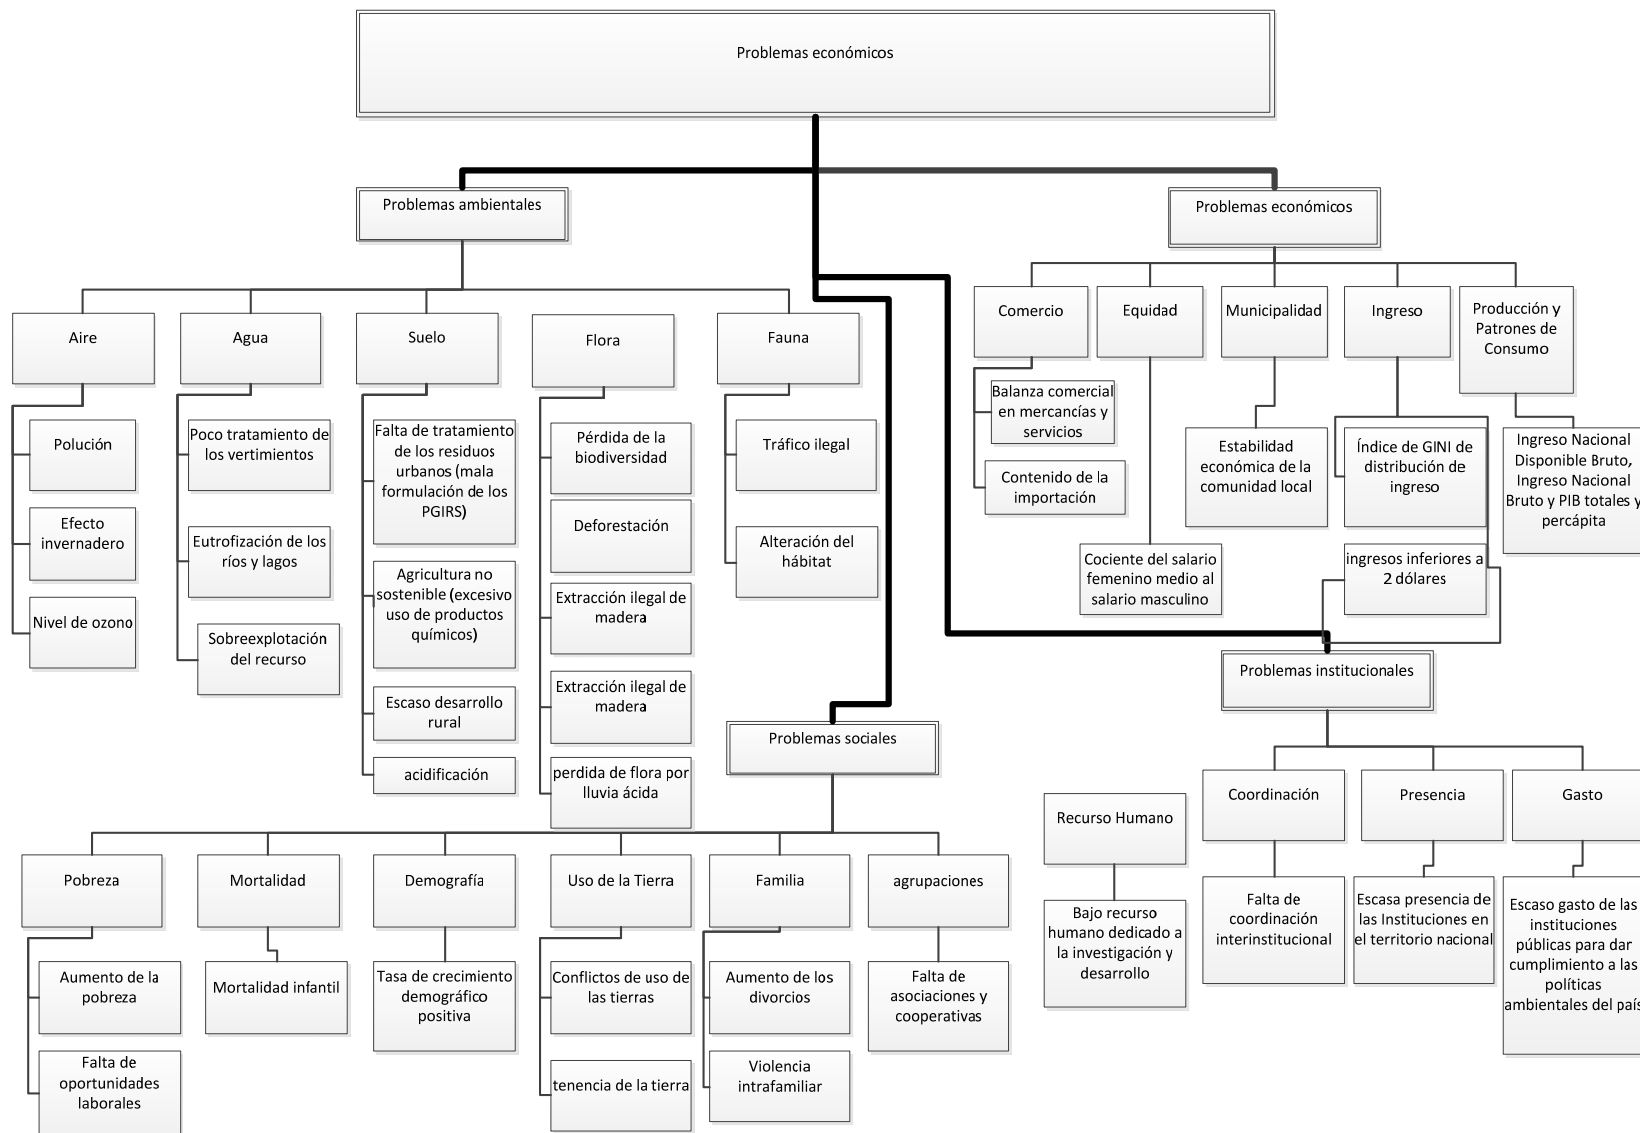 Problemas económicos
Problemas ambientales
Problemas económicos
Aire
Agua
Suelo
Flora
Fauna
Comercio
Equidad
Municipalidad
Ingreso
Producción y
Patrones de
Consumo
Polución
Efecto
invernadero
Nivel de ozono
Poco tratamiento de
los vertimientos
Eutrofización de los
ríos y lagos
Sobreexplotación
del recurso
Falta de tratamiento
de los residuos
urbanos (mala
formulación de los
PGIRS)
Agricultura no
sostenible (excesivo
uso de productos
químicos)
Escaso desarrollo
rural
acidificación
Pérdida de la
biodiversidad
Deforestación
Extracción ilegal de
madera
Extracción ilegal de
madera
perdida de flora por
lluvia ácida
Tráfico ilegal
Alteración del
hábitat
Balanza comercial
en mercancías y
servicios
Contenido de la
importación
Cociente del salario
femenino medio al
salario masculino
Estabilidad
económica de la
comunidad local
Índice de GINI de
distribución de
ingreso
ingresos inferiores a
2 dólares
Ingreso Nacional
Disponible Bruto,
Ingreso Nacional
Bruto y PIB totales y
percápita
Problemas sociales
Pobreza
Mortalidad
Demografía
Uso de la Tierra
Familia
agrupaciones
Aumento de la
pobreza
Falta de
oportunidades
laborales
Mortalidad infantil
Tasa de crecimiento
demográfico
positiva
Conflictos de uso de
las tierras
tenencia de la tierra
Aumento de los
divorcios
Violencia
intrafamiliar
Falta de
asociaciones y
cooperativas
Problemas institucionales
Recurso Humano
Coordinación
Presencia
Gasto
Bajo recurso
humano dedicado a
la investigación y
desarrollo
Falta de
coordinación
interinstitucional
Escasa presencia de
las Instituciones en
el territorio nacional
Escaso gasto de las
instituciones
públicas para dar
cumplimiento a las
políticas
ambientales del país